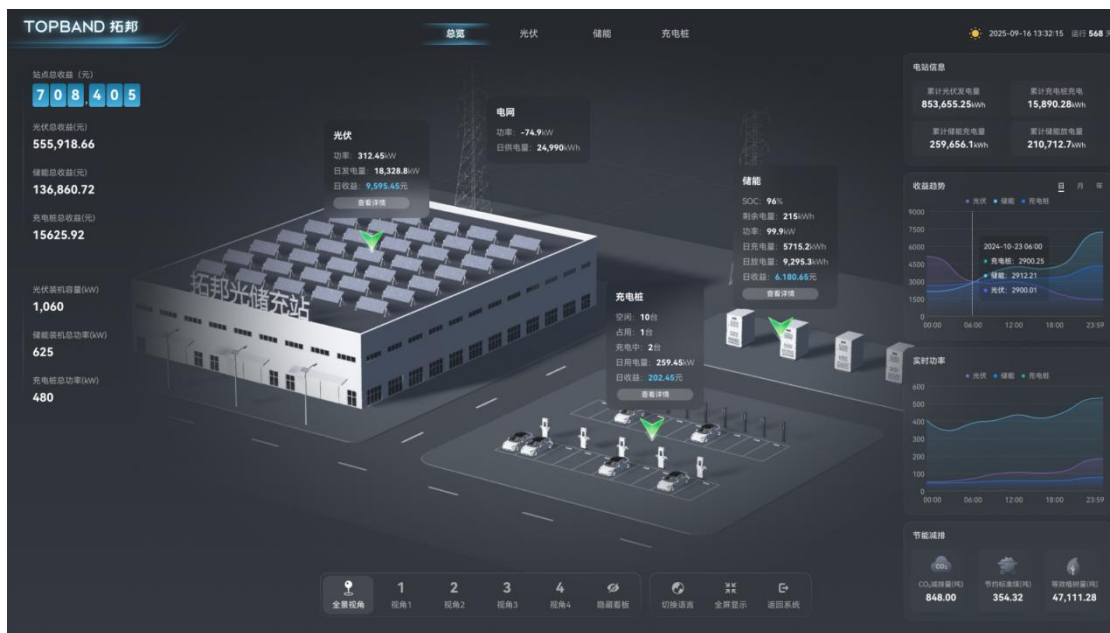 TOPBAND 拓邦
总览
光伏
储能
充电桩
2025-09-16 13:32:15 运行 568
站点总收益 (元)
708,405
光伏总收益(元)
555,918.66
储能总收益(元)
136,860.72
充电桩总收益(元)
15625.92
光伏装机容量(kW)
1,060
储能装机总功率(kW)
625
充电桩总功率(kW)
480
光伏
功率: 312.45kW
日发电量: 18,328.8kWh
日收益: 9,595.45元
查看详情
电网
功率: -74.9kW
日供电量: 24,990kWh
储能
SOC: 96%
剩余电量: 215kWh
功率: 99.9kW
日充电量: 5715.2kWh
日放电量: 9,295.3kWh
日收益: 6.180.65元
查看详情
充电桩
空闲: 10台
占用: 1台
充电中: 2台
日用电量: 259.45kWh
日收益: 202.45元
查看详情
拓邦光储充站
电站信息
累计光伏发电量
853,655.25kWh
累计充电桩充电
15,890.28kWh
累计储能充电量
259,656.1kWh
累计储能放电量
210,712.7kWh
收益趋势
日 月 年
光伏 储能 充电桩
9000
7500
6000
4500
3000
1500
0
00:00 06:00 12:00 18:00 23:59
2024-10-23 06:00
充电桩: 2900.25
储能: 2912.21
光伏: 2900.01
实时功率
光伏 储能 充电桩
600
500
400
300
200
100
0
00:00 06:00 12:00 18:00 23:59
节能减排
CO₂
CO₂减排量(吨)
848.00
节约标准煤(吨)
354.32
等效植树量(吨)
47,111.28
全景视角
1
视角1
2
视角2
3
视角3
4
视角4
隐藏看板
切换语言
全屏显示
返回系统